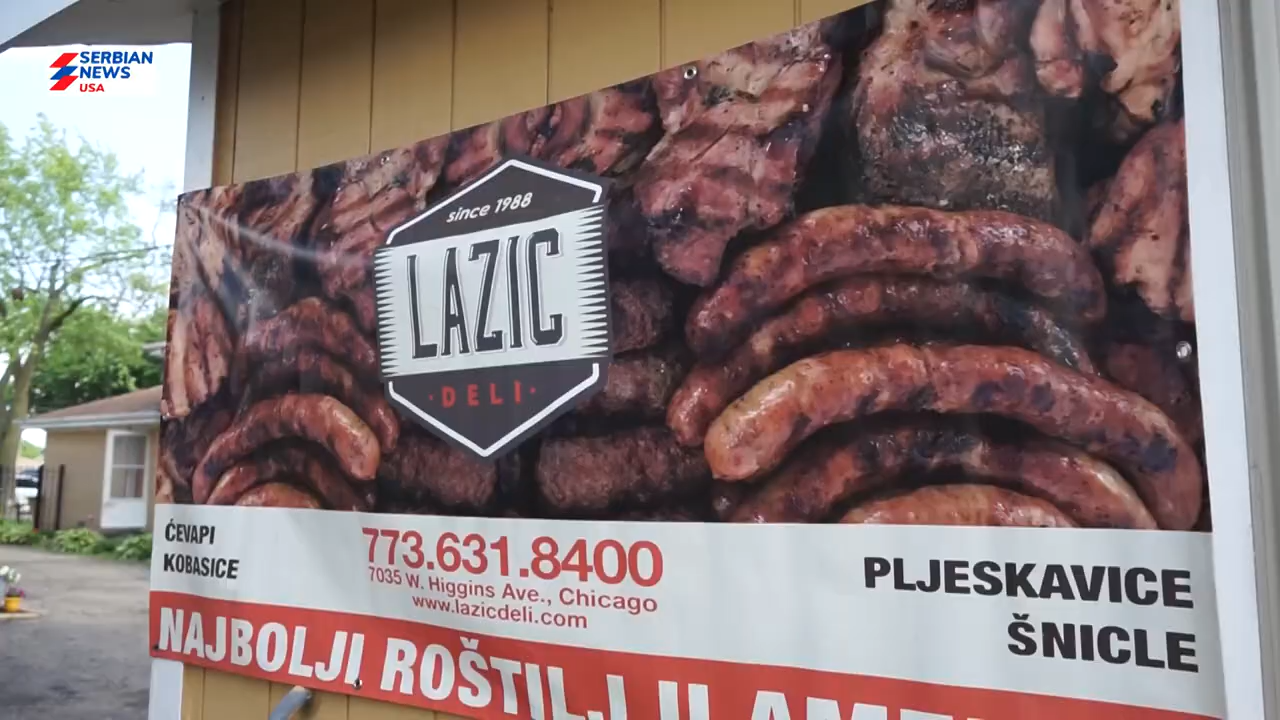 SERBIAN
NEWS
USA
since 1988
LAZIC
· DELI ·
ĆEVAPI
KOBASICE
773.631.8400
7035 W. Higgins Ave., Chicago
www.lazicdeli.com
PLJESKAVICE
ŠNICLE
NAJBOLJI ROŠTILJ U